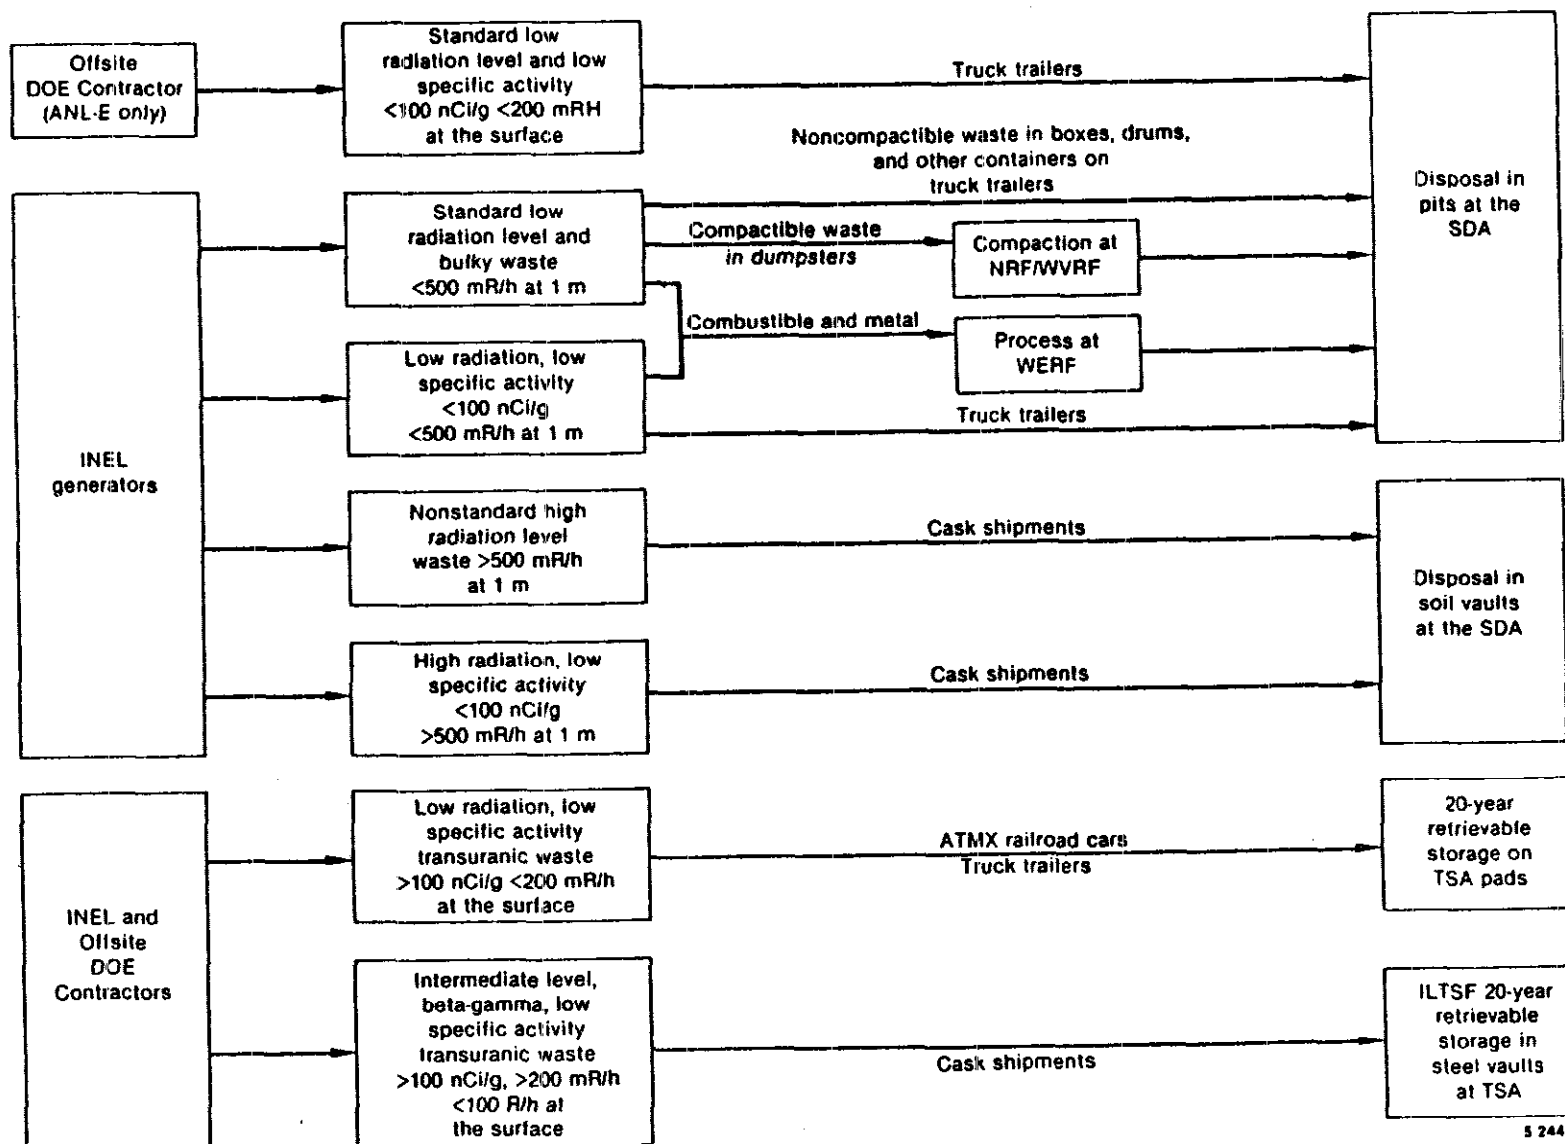 Offsite
DOE Contractor
(ANL-E only)
Standard low
radiation level and low
specific activity
<100 nCi/g <200 mRH
at the surface
Truck trailers
Noncompactible waste in boxes, drums,
and other containers on
truck trailers
Disposal in
pits at the
SDA
INEL
generators
Standard low
radiation level and
bulky waste
<500 mR/h at 1 m
Compactible waste
in dumpsters
Compaction at
NRF/WVRF
Combustible and metal
Process at
WERF
Low radiation, low
specific activity
<100 nCi/g
<500 mR/h at 1 m
Truck trailers
Nonstandard high
radiation level
waste >500 mR/h
at 1 m
Cask shipments
Disposal in
soil vaults
at the SDA
High radiation, low
specific activity
<100 nCi/g
>500 mR/h at 1 m
Cask shipments
INEL and
Offsite
DOE
Contractors
Low radiation, low
specific activity
transuranic waste
>100 nCi/g <200 mR/h
at the surface
ATMX railroad cars
Truck trailers
20-year
retrievable
storage on
TSA pads
Intermediate level,
beta-gamma, low
specific activity
transuranic waste
>100 nCi/g, >200 mR/h
<100 R/h at
the surface
Cask shipments
ILTSF 20-year
retrievable
storage in
steel vaults
at TSA
5 244